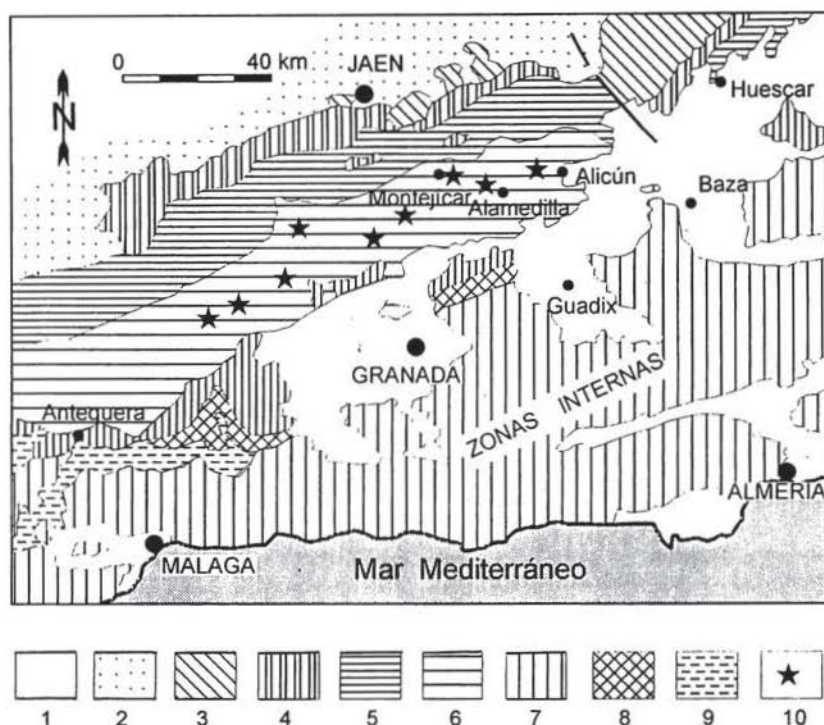 0 40 km
JAEN
N
Huescar
Montejícar
Alicún
Alamedilla
Baza
Guadix
GRANADA
ZONAS INTERNAS
Antequera
ALMERIA
MALAGA
Mar Mediterráneo
1 2 3 4 5 6 7 8 9 10